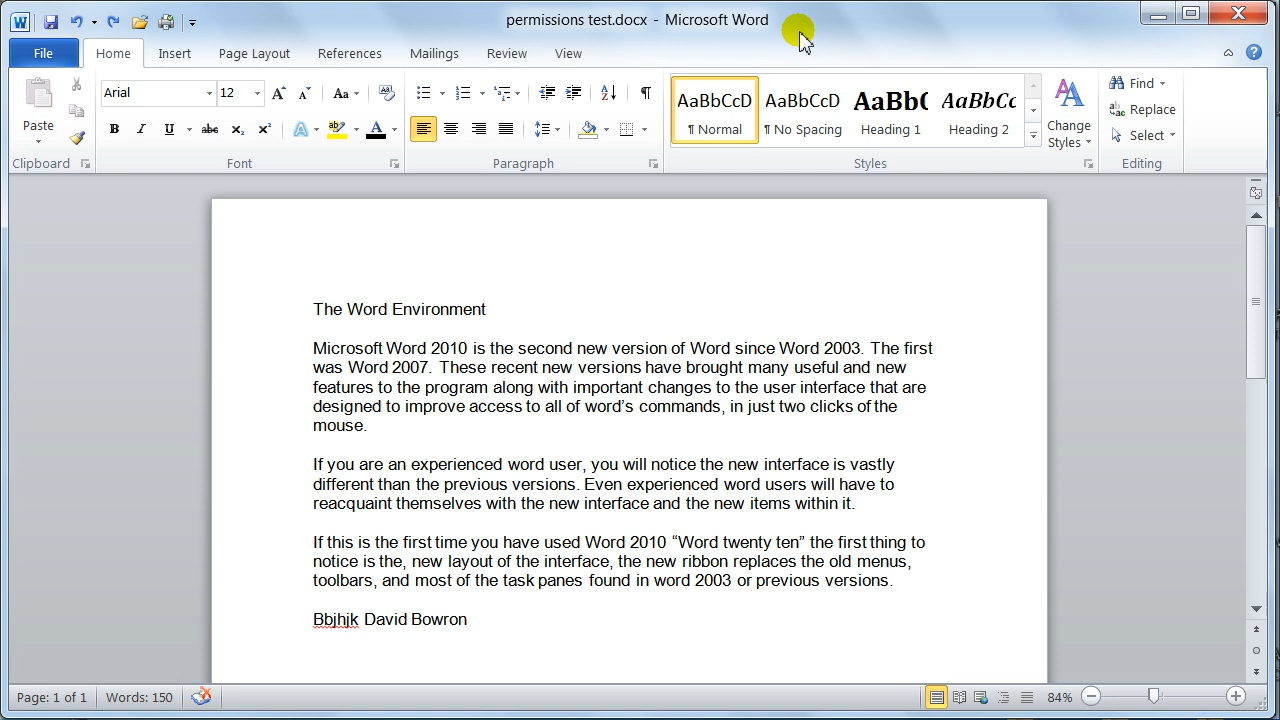 permissions test.docx - Microsoft Word
File Home Insert Page Layout References Mailings Review View
Arial 12 Aa
AaBbCcD AaBbCcD AaBbC AaBbCc
¶ Normal ¶ No Spacing Heading 1 Heading 2
Change Styles
Find
Replace
Select
Paste
B I U abc x₂ x² A ab A
Clipboard Font Paragraph Styles Editing
The Word Environment
Microsoft Word 2010 is the second new version of Word since Word 2003. The first
was Word 2007. These recent new versions have brought many useful and new
features to the program along with important changes to the user interface that are
designed to improve access to all of word’s commands, in just two clicks of the
mouse.
If you are an experienced word user, you will notice the new interface is vastly
different than the previous versions. Even experienced word users will have to
reacquaint themselves with the new interface and the new items within it.
If this is the first time you have used Word 2010 “Word twenty ten” the first thing to
notice is the, new layout of the interface, the new ribbon replaces the old menus,
toolbars, and most of the task panes found in word 2003 or previous versions.
Bbjhjk David Bowron
Page: 1 of 1 Words: 150 84%